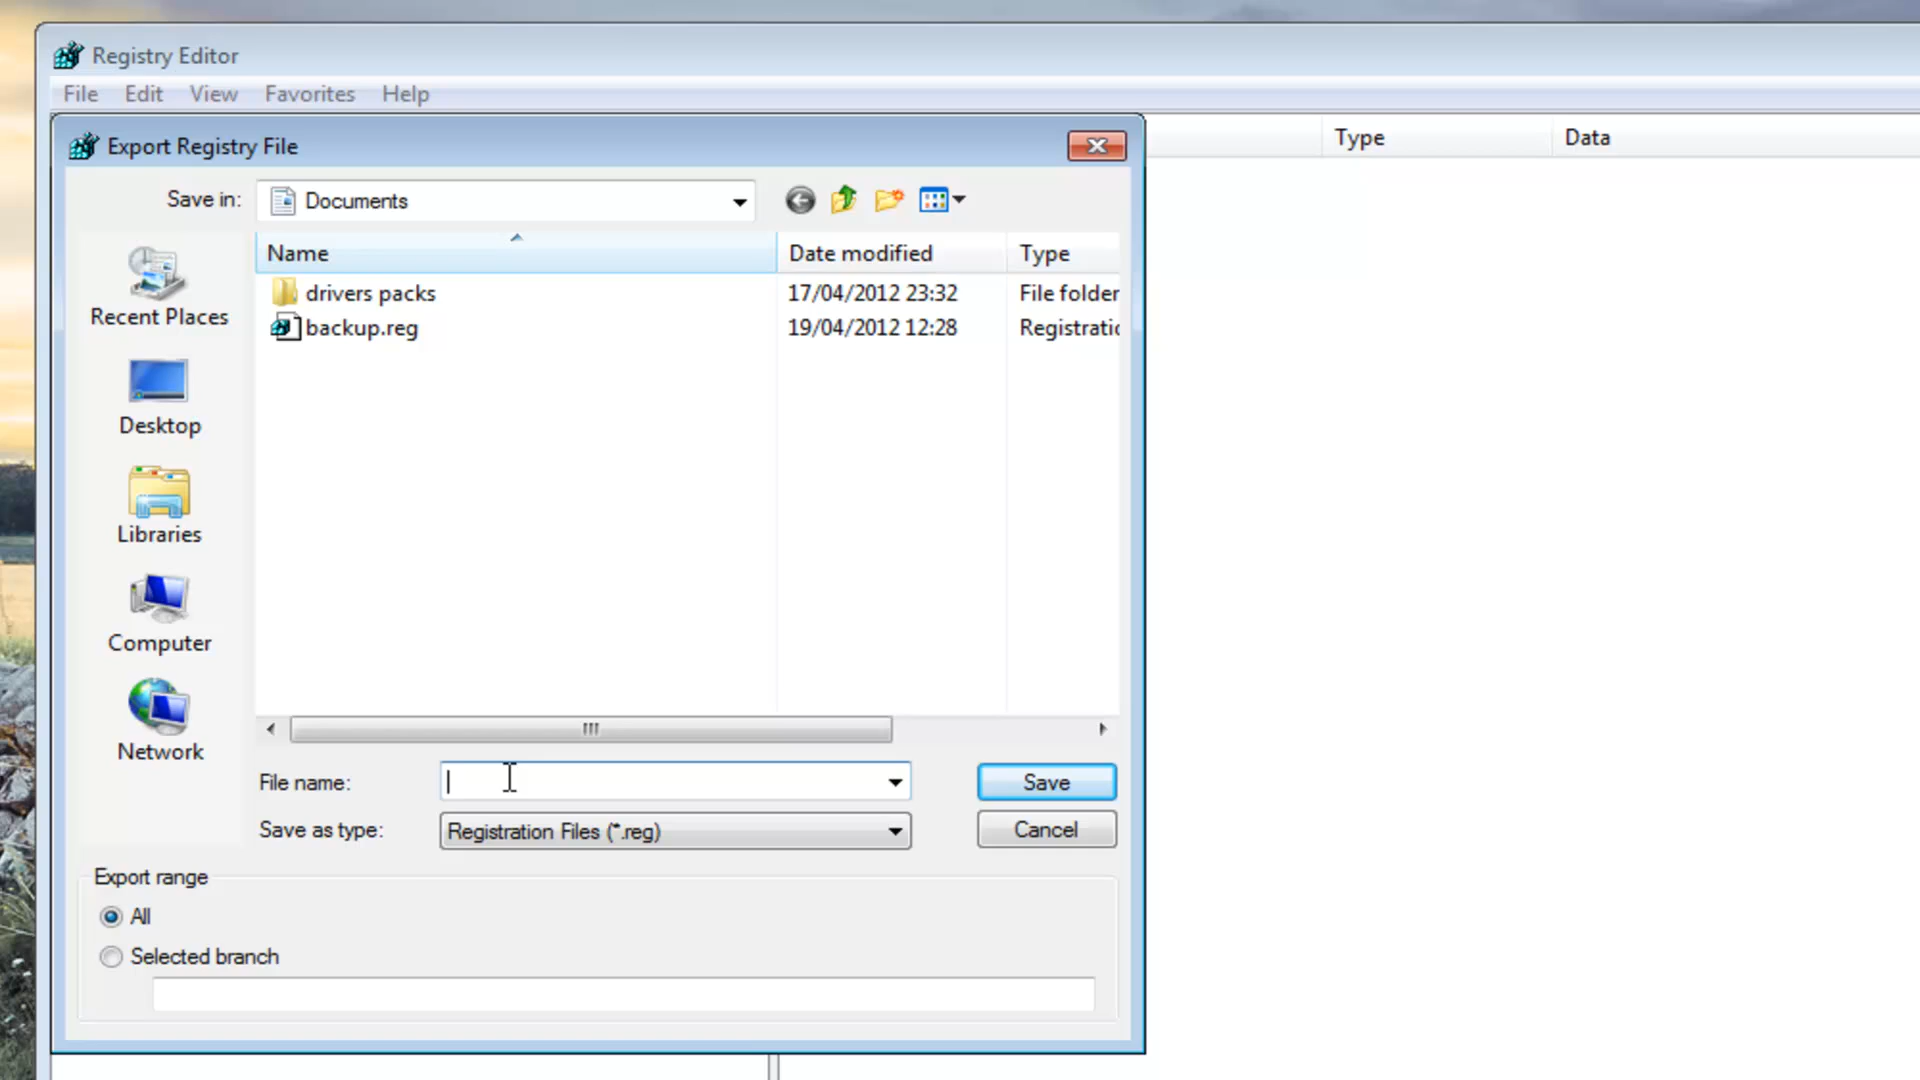 Registry Editor
File Edit View Favorites Help
Type Data
Export Registry File
Save in: Documents
Name Date modified Type
drivers packs 17/04/2012 23:32 File folder
backup.reg 19/04/2012 12:28 Registratic
Recent Places
Desktop
Libraries
Computer
Network
File name: Save
Save as type: Registration Files (*.reg) Cancel
Export range
All
Selected branch